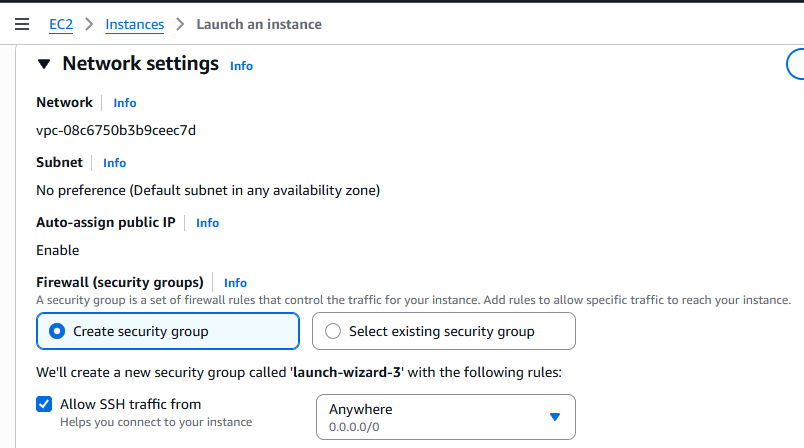 EC2 > Instances > Launch an instance
Network settings Info
Network | Info
vpc-08c6750b3b9ceec7d
Subnet | Info
No preference (Default subnet in any availability zone)
Auto-assign public IP | Info
Enable
Firewall (security groups) | Info
A security group is a set of firewall rules that control the traffic for your instance. Add rules to allow specific traffic to reach your instance.
Create security group Select existing security group
We'll create a new security group called 'launch-wizard-3' with the following rules:
Allow SSH traffic from Anywhere
Helps you connect to your instance 0.0.0.0/0